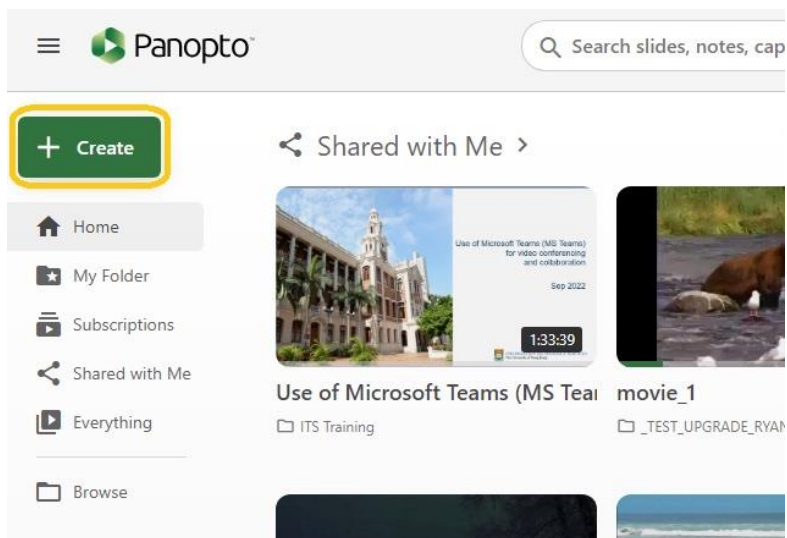 Panopto
Search slides, notes, cap
+ Create
Shared with Me >
Home
My Folder
Subscriptions
Shared with Me
Everything
Browse
Use of Microsoft Teams (MS Teams)
for video conferencing
and collaboration
Sep 2022
1:33:39
Use of Microsoft Teams (MS Tear
ITS Training
movie_1
_TEST_UPGRADE_RYAN